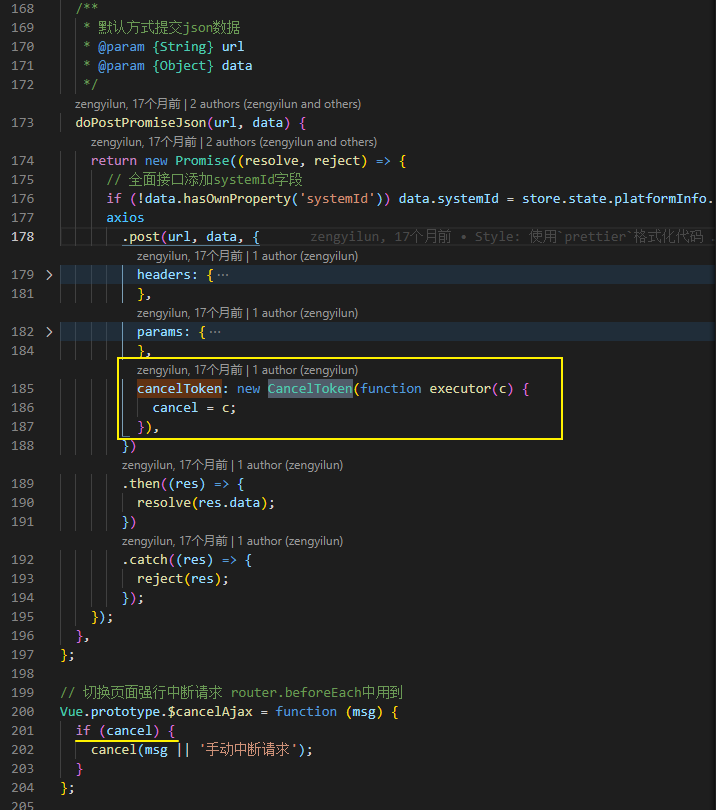 168 /**
169 * 默认方式提交json数据
170 * @param {String} url
171 * @param {Object} data
172 */
zengyilun, 17个月前 | 2 authors (zengyilun and others)
173 doPostPromiseJson(url, data) {
zengyilun, 17个月前 | 2 authors (zengyilun and others)
174 return new Promise((resolve, reject) => {
175 // 全面接口添加systemId字段
176 if (!data.hasOwnProperty('systemId')) data.systemId = store.state.platformInfo.
177 axios
178 .post(url, data, { zengyilun, 17个月前 • Style: 使用`prettier`格式化代码 .
zengyilun, 17个月前 | 1 author (zengyilun)
179 headers: { ⋯
181 },
zengyilun, 17个月前 | 1 author (zengyilun)
182 params: { ⋯
184 },
zengyilun, 17个月前 | 1 author (zengyilun)
185 cancelToken: new CancelToken(function executor(c) {
186 cancel = c;
187 }),
188 })
zengyilun, 17个月前 | 1 author (zengyilun)
189 .then((res) => {
190 resolve(res.data);
191 })
zengyilun, 17个月前 | 1 author (zengyilun)
192 .catch((res) => {
193 reject(res);
194 });
195 });
196 },
197 };
198
199 // 切换页面强行中断请求 router.beforeEach中用到
200 Vue.prototype.$cancelAjax = function (msg) {
201 if (cancel) {
202 cancel(msg || '手动中断请求');
203 }
204 };
205